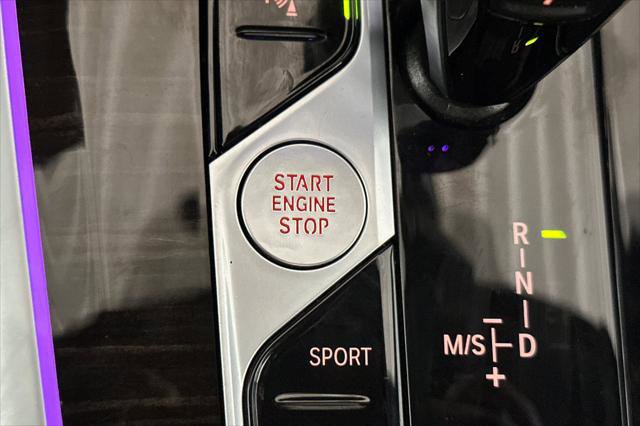 START
ENGINE
STOP
SPORT
R
N
M/S D